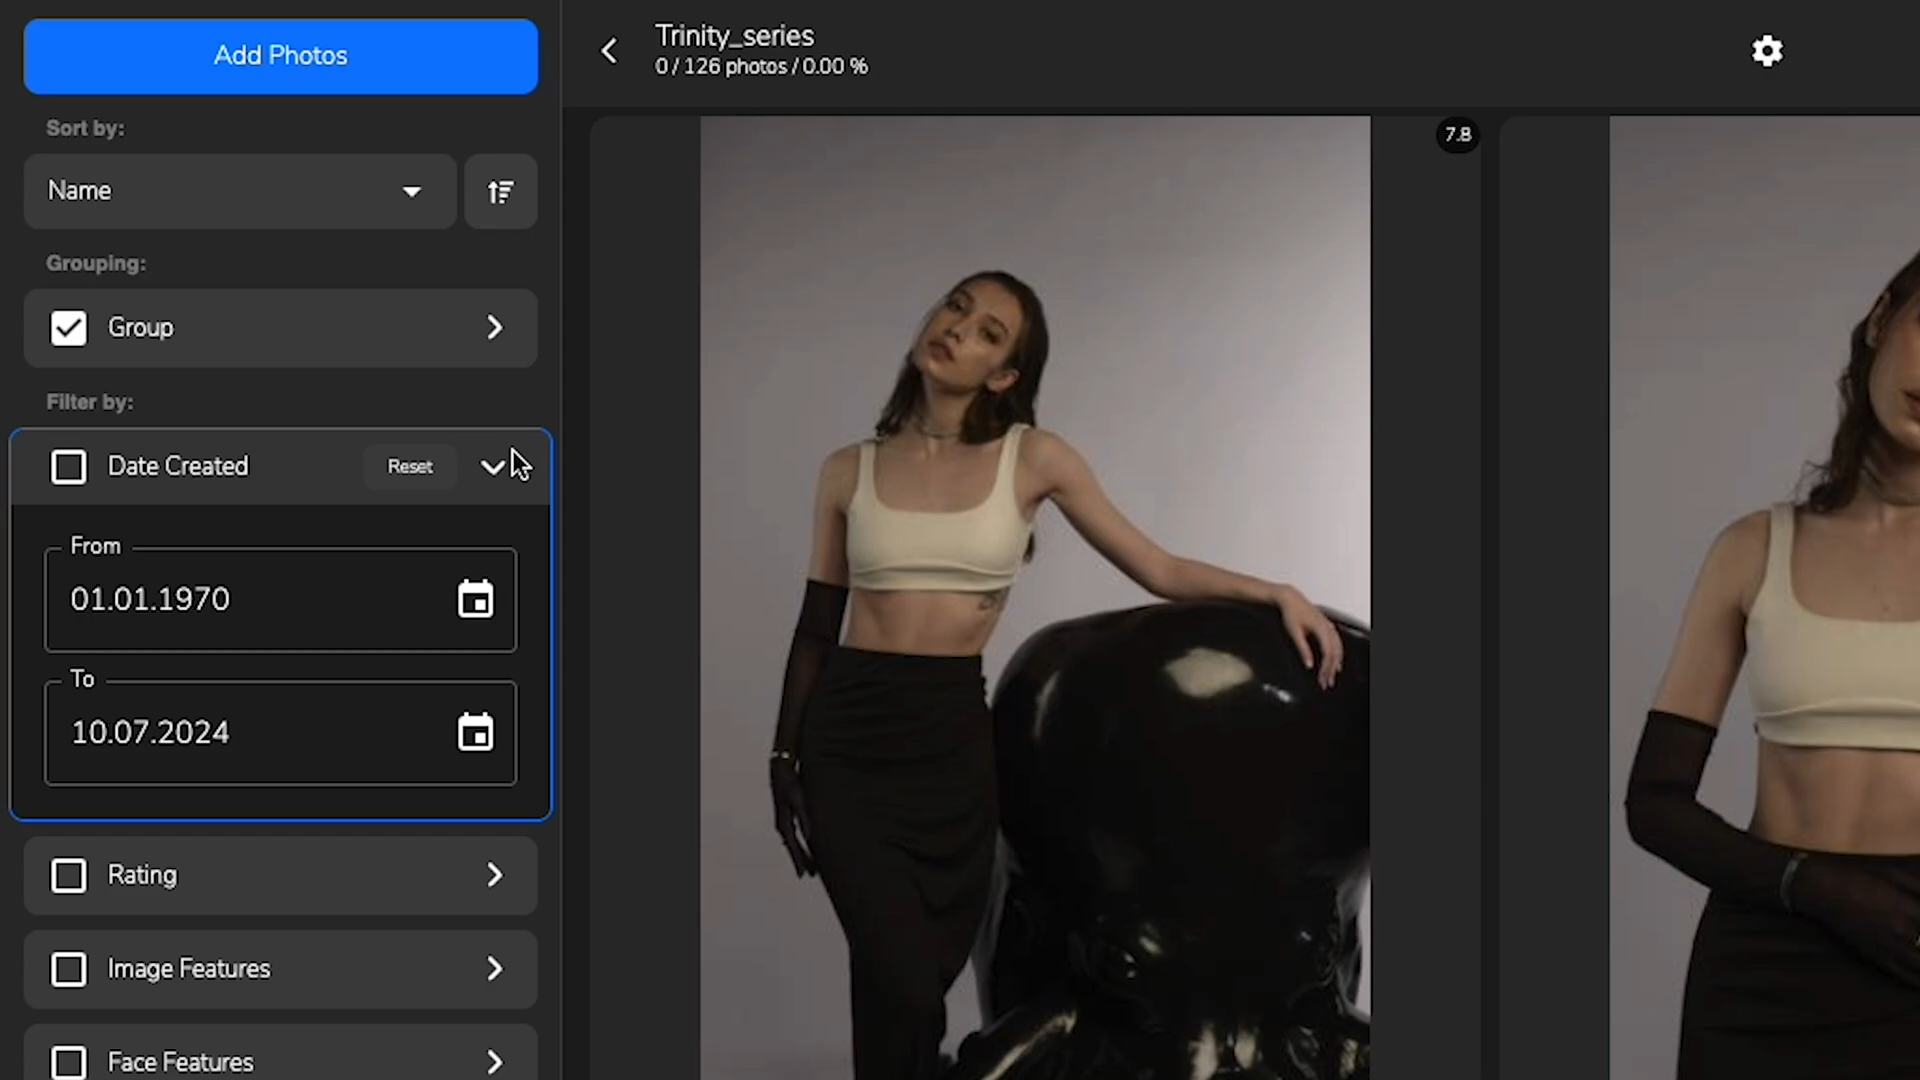 Add Photos
Sort by:
Name
Grouping:
Group
Filter by:
Date Created
Reset
From
01.01.1970
To
10.07.2024
Rating
Image Features
Face Features
Trinity_series
0 / 126 photos / 0.00 %
7.8